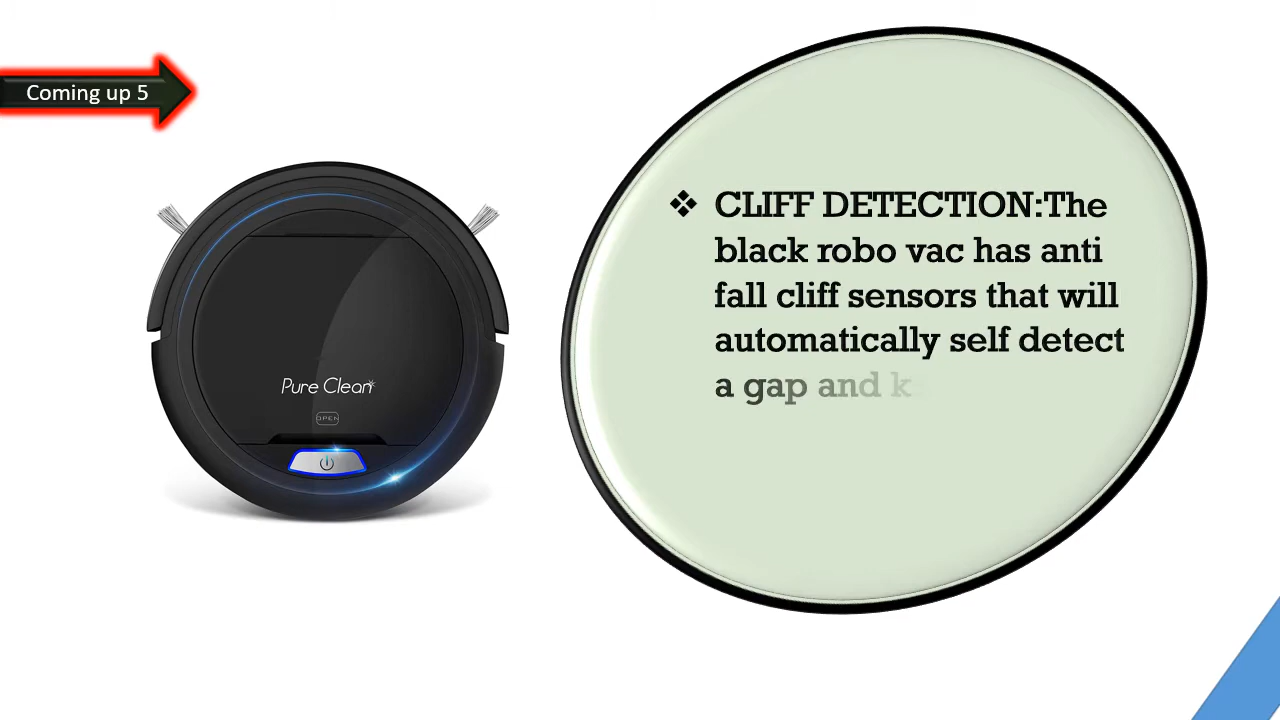 Coming up 5
CLIFF DETECTION:The
black robo vac has anti
fall cliff sensors that will
automatically self detect
a gap and
Pure Clean
OPEN